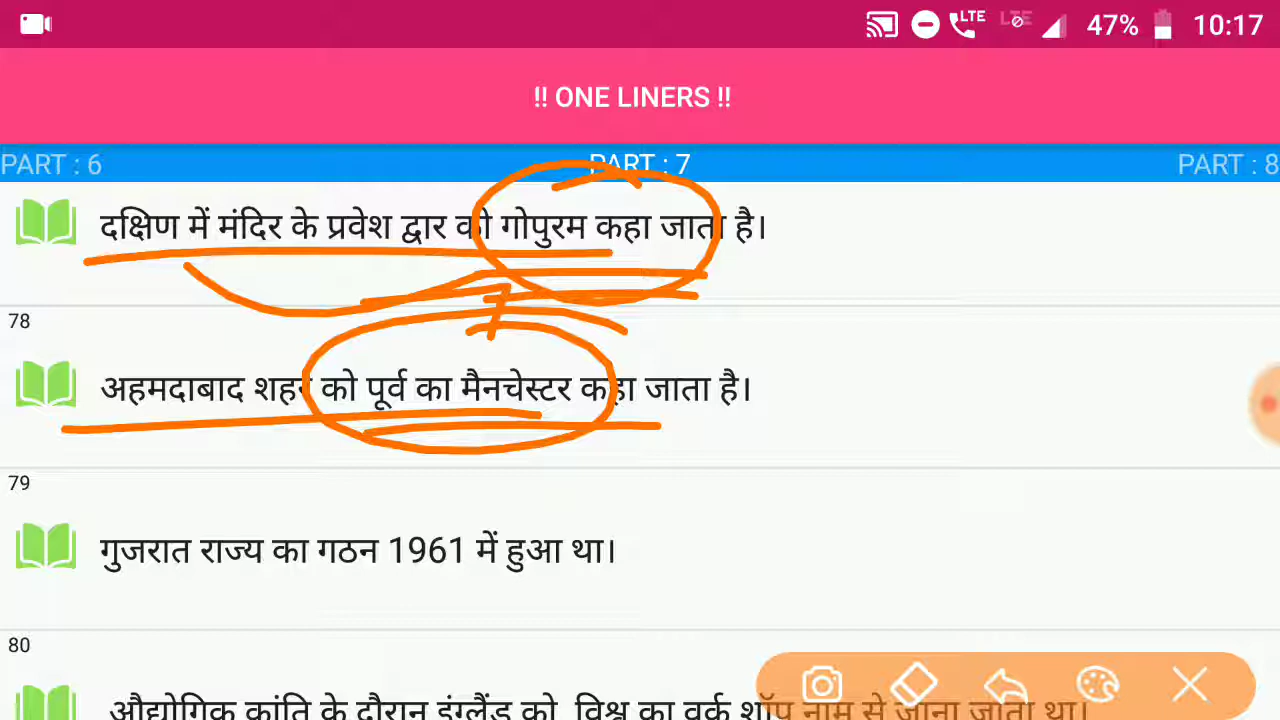 LTE LTE 47% 10:17
!! ONE LINERS !!
PART : 6 PART : 7 PART : 8
दक्षिण में मंदिर के प्रवेश द्वार को गोपुरम कहा जाता है।
78
अहमदाबाद शहर को पूर्व का मैनचेस्टर कहा जाता है।
79
गुजरात राज्य का गठन 1961 में हुआ था।
80
औद्योगिक क्रांति के दौरान इंग्लैंड को विश्व का वर्क शॉप नाम से जाना जाता था।